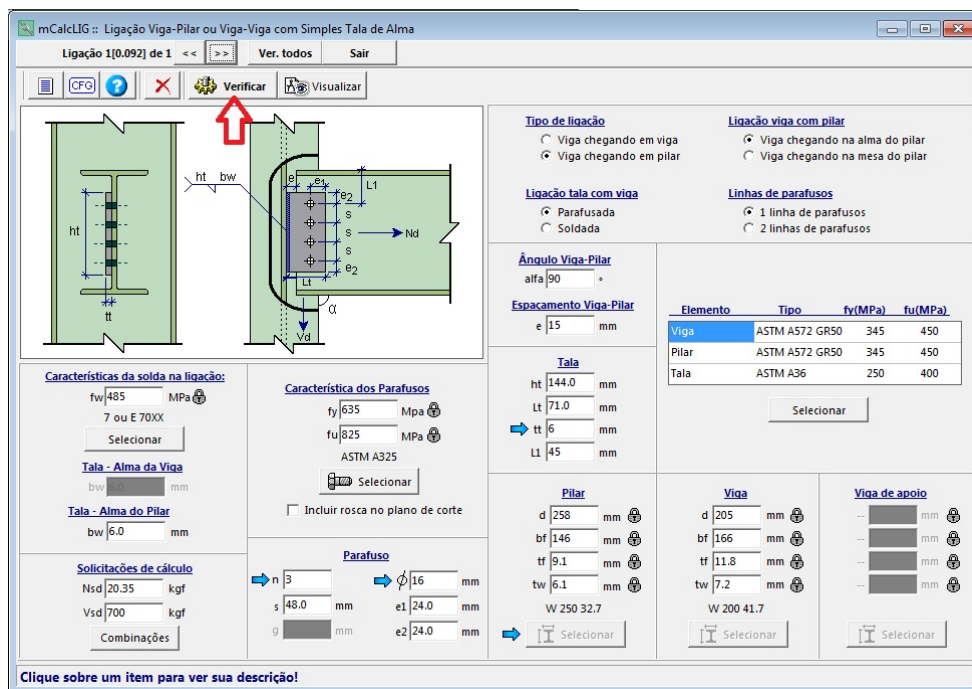 mCalcLIG :: Ligação Viga-Pilar ou Viga-Viga com Simples Tala de Alma
Ligação 1[0.092] de 1 << >> Ver. todos Sair
CFG ? Verificar Visualizar
ht bw e e1 L1
e2
s
ht s Nd
s
e2
Lt
tt α
Vd
Tipo de ligação
Viga chegando em viga
Viga chegando em pilar
Ligação viga com pilar
Viga chegando na alma do pilar
Viga chegando na mesa do pilar
Ligação tala com viga
Parafusada
Soldada
Linhas de parafusos
1 linha de parafusos
2 linhas de parafusos
Ângulo Viga-Pilar
alfa 90 °
Espaçamento Viga-Pilar
e 15 mm
Elemento Tipo fy(MPa) fu(MPa)
Viga ASTM A572 GR50 345 450
Pilar ASTM A572 GR50 345 450
Tala ASTM A36 250 400
Selecionar
Tala
ht 144.0 mm
Lt 71.0 mm
tt 6 mm
L1 45 mm
Características da solda na ligação:
fw 485 MPa
7 ou E 70XX
Selecionar
Tala - Alma da Viga
bw 6.0 mm
Tala - Alma do Pilar
bw 6.0 mm
Característica dos Parafusos
fy 635 Mpa
fu 825 MPa
ASTM A325
Selecionar
Incluir rosca no plano de corte
Solicitações de cálculo
Nsd 20.35 kgf
Vsd 700 kgf
Combinações
Parafuso
n 3 ϕ 16 mm
s 48.0 mm e1 24.0 mm
g mm e2 24.0 mm
Pilar
d 258 mm
bf 146 mm
tf 9.1 mm
tw 6.1 mm
W 250 32.7
Selecionar
Viga
d 205 mm
bf 166 mm
tf 11.8 mm
tw 7.2 mm
W 200 41.7
Selecionar
Viga de apoio
-- mm
-- mm
-- mm
-- mm
Selecionar
Clique sobre um item para ver sua descrição!